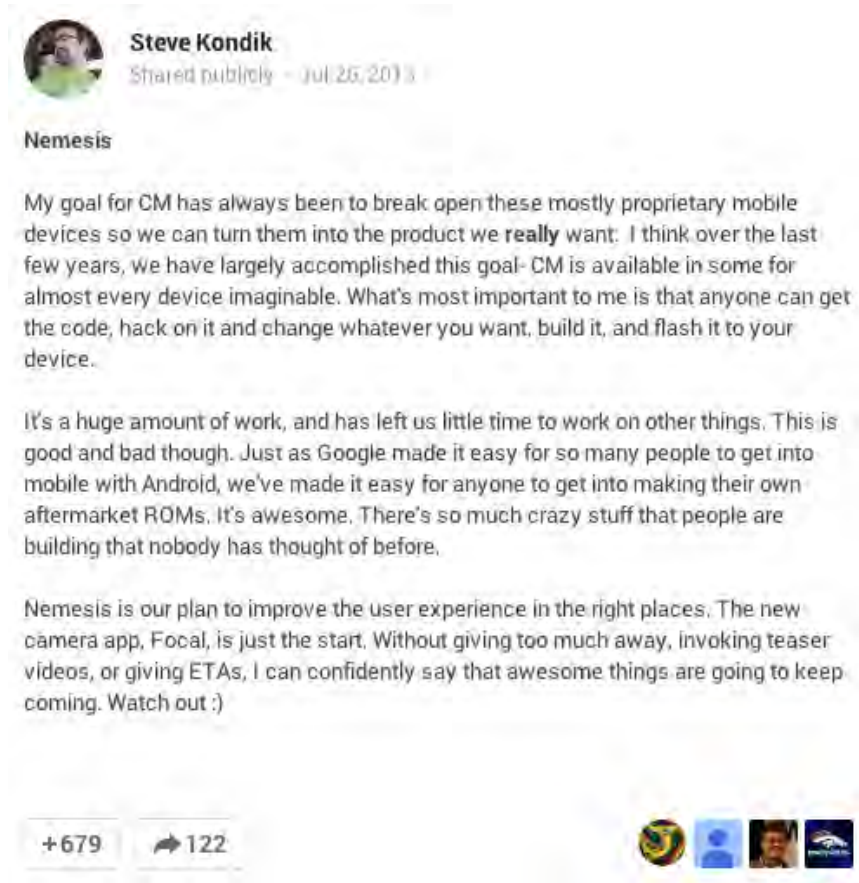 Steve Kondik
Shared publicly - Jul 26, 2013
Nemesis
My goal for CM has always been to break open these mostly proprietary mobile
devices so we can turn them into the product we really want. I think over the last
few years, we have largely accomplished this goal- CM is available in some for
almost every device imaginable. What's most important to me is that anyone can get
the code, hack on it and change whatever you want, build it, and flash it to your
device.
It's a huge amount of work, and has left us little time to work on other things. This is
good and bad though. Just as Google made it easy for so many people to get into
mobile with Android, we've made it easy for anyone to get into making their own
aftermarket ROMs. It's awesome. There's so much crazy stuff that people are
building that nobody has thought of before.
Nemesis is our plan to improve the user experience in the right places. The new
camera app, Focal, is just the start. Without giving too much away, invoking teaser
videos, or giving ETAs, I can confidently say that awesome things are going to keep
coming. Watch out :)
+679 122